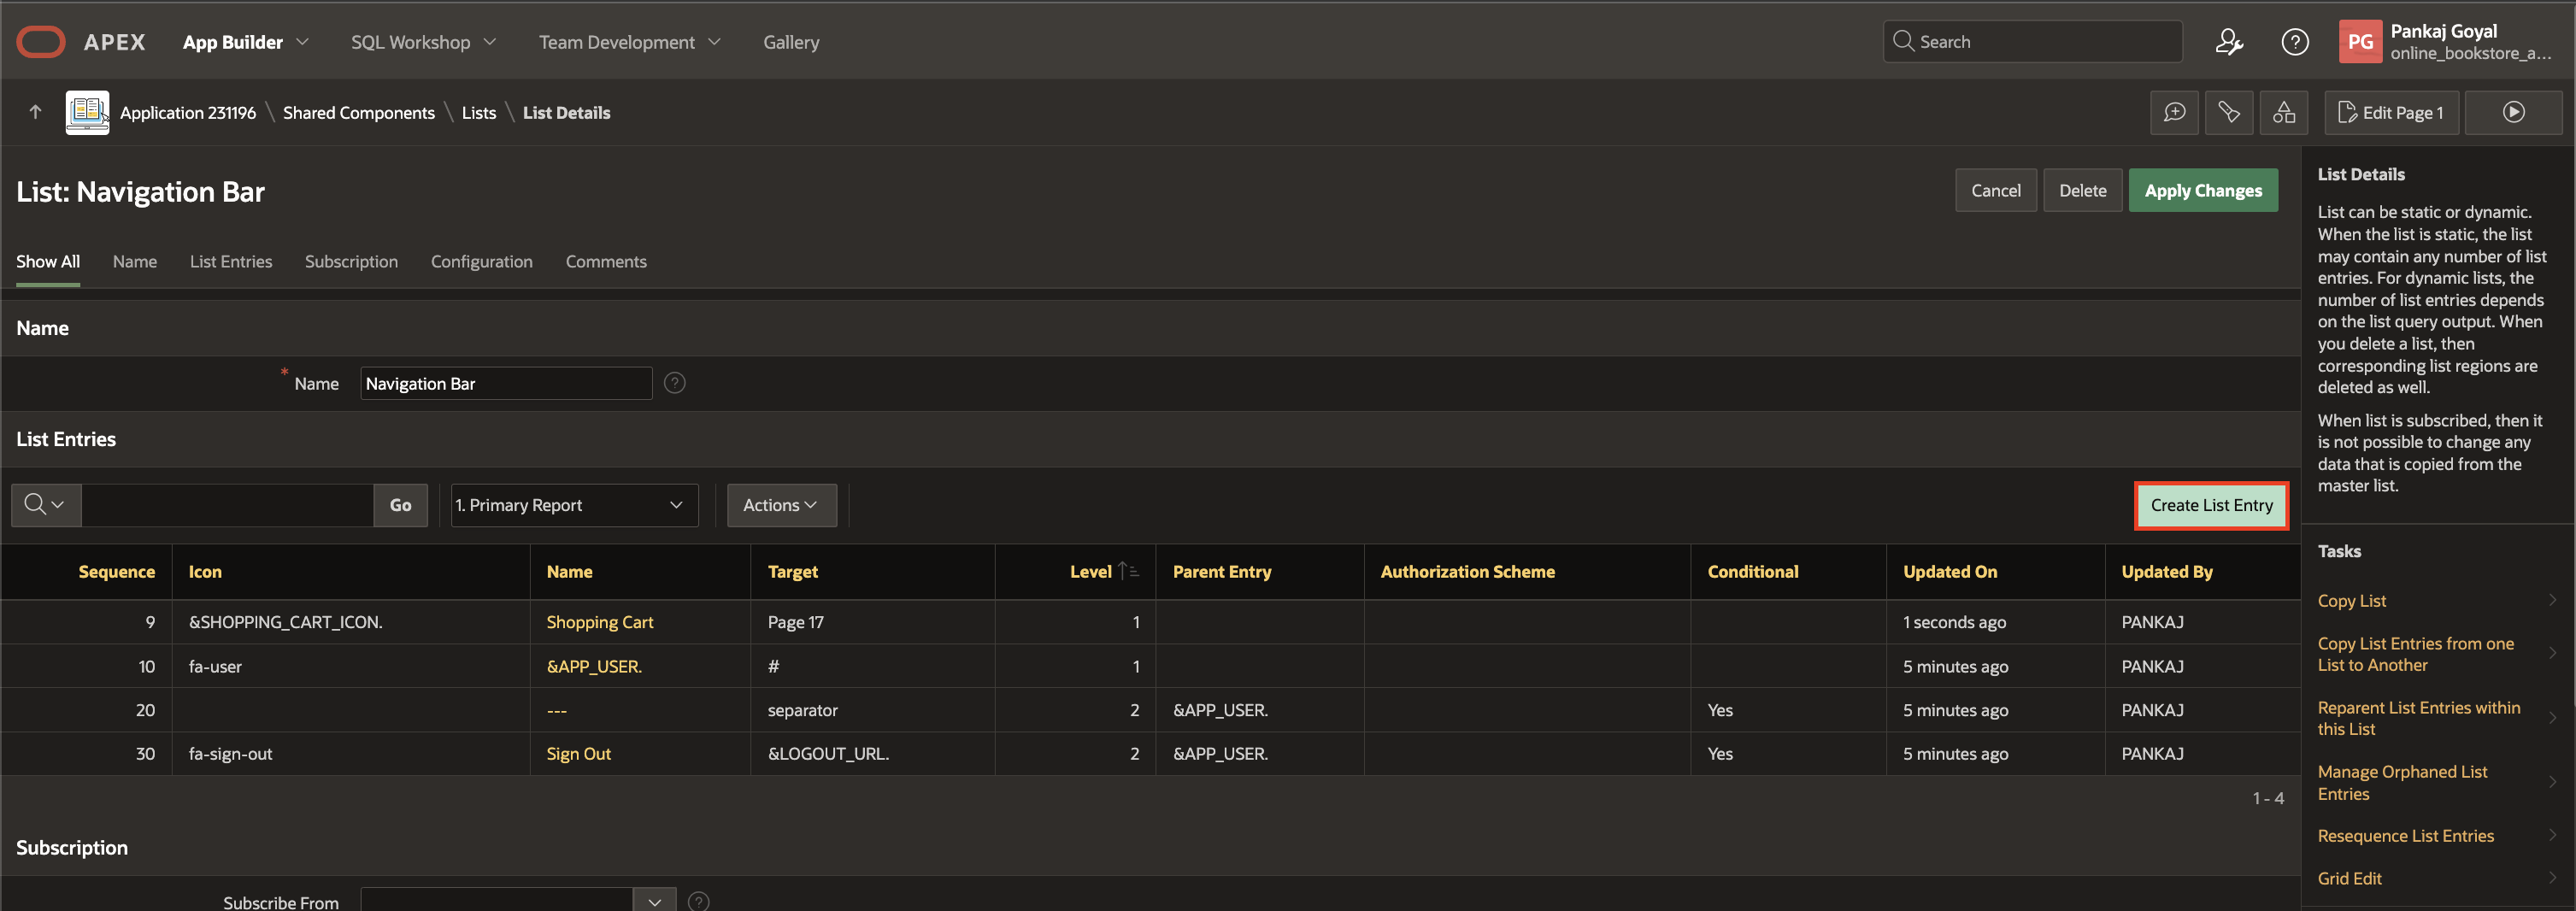 APEX App Builder SQL Workshop Team Development Gallery Search PG Pankaj Goyal
online_bookstore_a...
Application 231196 \ Shared Components \ Lists \ List Details Edit Page 1
List: Navigation Bar Cancel Delete Apply Changes
Show All Name List Entries Subscription Configuration Comments
Name
* Name Navigation Bar
List Entries
Go 1. Primary Report Actions Create List Entry
Sequence Icon Name Target Level Parent Entry Authorization Scheme Conditional Updated On Updated By
9 &SHOPPING_CART_ICON. Shopping Cart Page 17 1 1 seconds ago PANKAJ
10 fa-user &APP_USER. # 1 5 minutes ago PANKAJ
20 --- separator 2 &APP_USER. Yes 5 minutes ago PANKAJ
30 fa-sign-out Sign Out &LOGOUT_URL. 2 &APP_USER. Yes 5 minutes ago PANKAJ
1 - 4
Subscription
Subscribe From
List Details
List can be static or dynamic.
When the list is static, the list
may contain any number of list
entries. For dynamic lists, the
number of list entries depends
on the list query output. When
you delete a list, then
corresponding list regions are
deleted as well.
When list is subscribed, then it
is not possible to change any
data that is copied from the
master list.
Tasks
Copy List
Copy List Entries from one
List to Another
Reparent List Entries within
this List
Manage Orphaned List
Entries
Resequence List Entries
Grid Edit